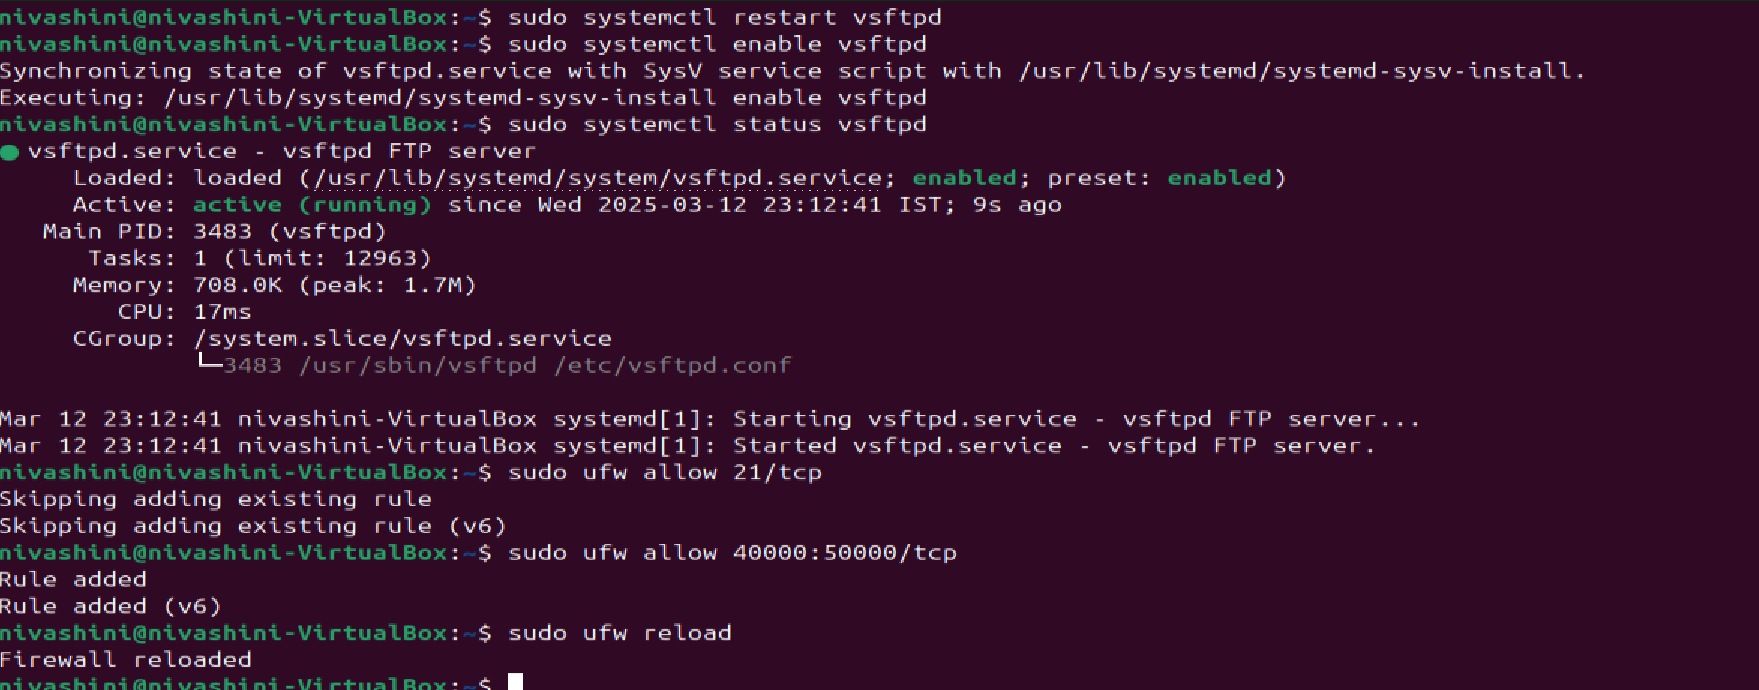 nivashini@nivashini-VirtualBox:~$ sudo systemctl restart vsftpd
nivashini@nivashini-VirtualBox:~$ sudo systemctl enable vsftpd
Synchronizing state of vsftpd.service with SysV service script with /usr/lib/systemd/systemd-sysv-install.
Executing: /usr/lib/systemd/systemd-sysv-install enable vsftpd
nivashini@nivashini-VirtualBox:~$ sudo systemctl status vsftpd
● vsftpd.service - vsftpd FTP server
     Loaded: loaded (/usr/lib/systemd/system/vsftpd.service; enabled; preset: enabled)
     Active: active (running) since Wed 2025-03-12 23:12:41 IST; 9s ago
   Main PID: 3483 (vsftpd)
      Tasks: 1 (limit: 12963)
     Memory: 708.0K (peak: 1.7M)
        CPU: 17ms
     CGroup: /system.slice/vsftpd.service
             └─3483 /usr/sbin/vsftpd /etc/vsftpd.conf
Mar 12 23:12:41 nivashini-VirtualBox systemd[1]: Starting vsftpd.service - vsftpd FTP server...
Mar 12 23:12:41 nivashini-VirtualBox systemd[1]: Started vsftpd.service - vsftpd FTP server.
nivashini@nivashini-VirtualBox:~$ sudo ufw allow 21/tcp
Skipping adding existing rule
Skipping adding existing rule (v6)
nivashini@nivashini-VirtualBox:~$ sudo ufw allow 40000:50000/tcp
Rule added
Rule added (v6)
nivashini@nivashini-VirtualBox:~$ sudo ufw reload
Firewall reloaded
nivashini@nivashini-VirtualBox:~$